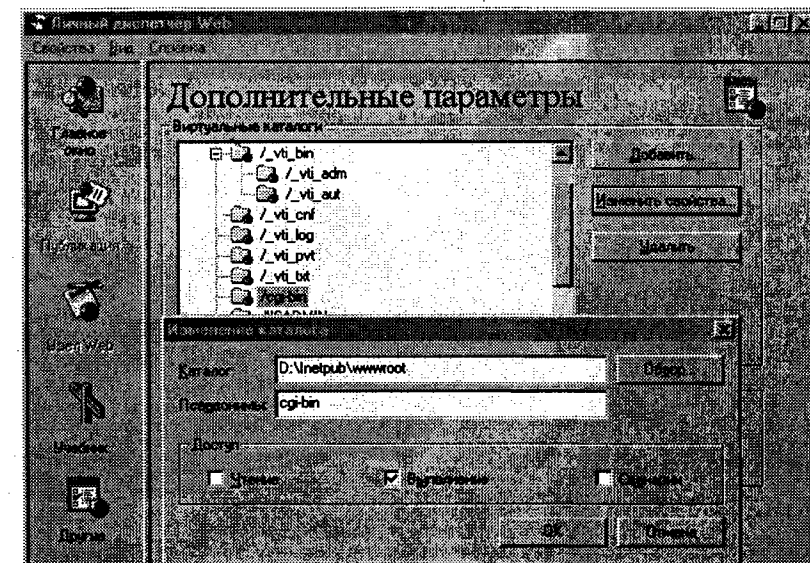 Личный диспетчер Web
Свойства Вид Справка
Главное
окно
Публикация
Узел Web
Другие
Дополнительные параметры
Виртуальные каталоги
/_vti_bin
/_vti_adm
/_vti_aut
/_vti_cnf
/_vti_log
/_vti_pvt
/_vti_txt
/cgi-bin
/IISADMIN
Добавить...
Изменить свойства...
Удалить
Изменение каталога
Каталог:
D:\Inetpub\wwwroot
Обзор...
Псевдонимы:
cgi-bin
Доступ
Чтение
Выполнение
Сценарии
OK
Отмена